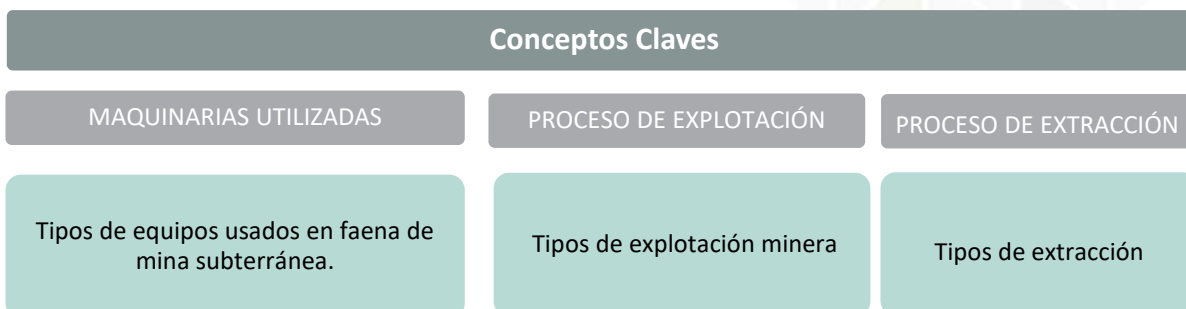 Conceptos Claves
MAQUINARIAS UTILIZADAS
PROCESO DE EXPLOTACIÓN
PROCESO DE EXTRACCIÓN
Tipos de equipos usados en faena de
mina subterránea.
Tipos de explotación minera
Tipos de extracción